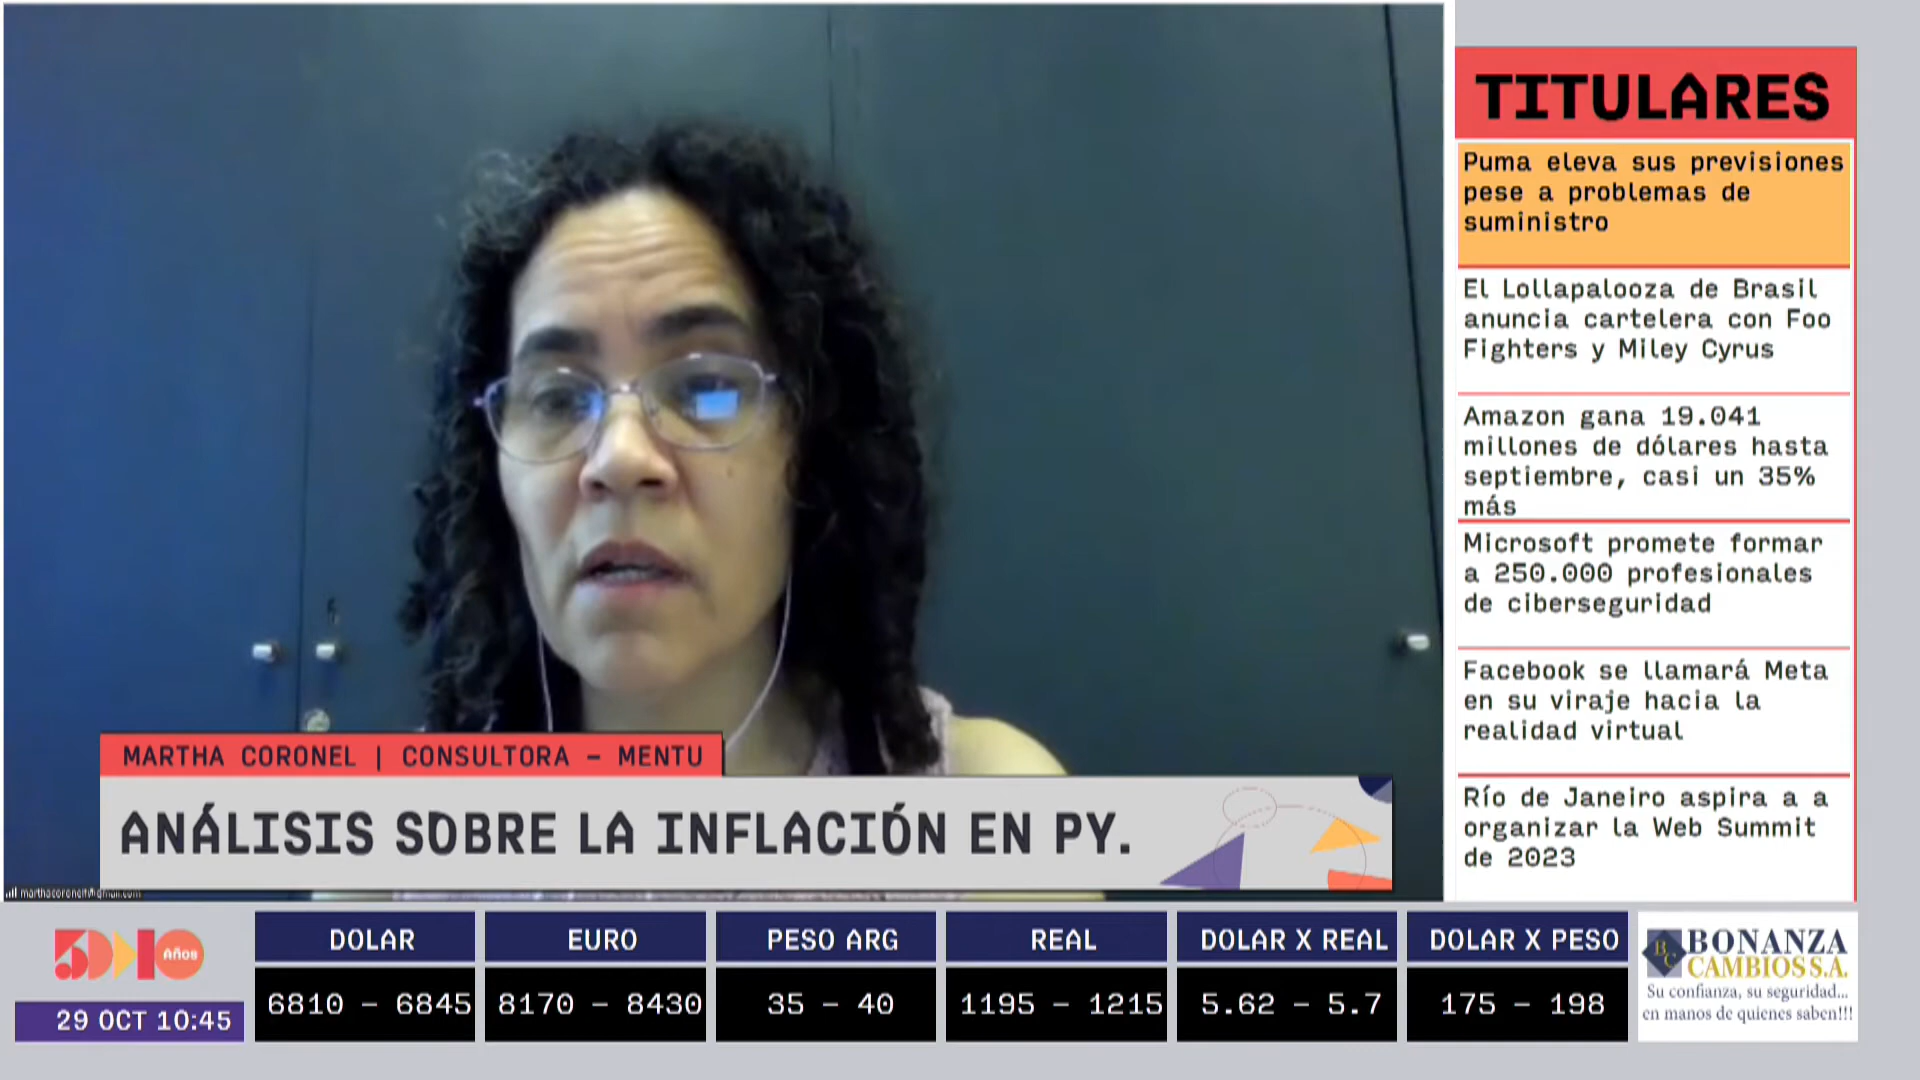 TITULARES
Puma eleva sus previsiones
pese a problemas de
suministro
El Lollapalooza de Brasil
anuncia cartelera con Foo
Fighters y Miley Cyrus
Amazon gana 19.041
millones de dólares hasta
septiembre, casi un 35%
más
Microsoft promete formar
a 250.000 profesionales
de ciberseguridad
Facebook se llamará Meta
en su viraje hacia la
realidad virtual
Río de Janeiro aspira a a
organizar la Web Summit
de 2023
MARTHA CORONEL | CONSULTORA - MENTU
ANÁLISIS SOBRE LA INFLACIÓN EN PY.
5D 10 Años
29 OCT 10:45
DOLAR
6810 - 6845
EURO
8170 - 8430
PESO ARG
35 - 40
REAL
1195 - 1215
DOLAR X REAL
5.62 - 5.7
DOLAR X PESO
175 - 198
BC BONANZA
CAMBIOS S.A.
Su confianza, su seguridad...
en manos de quienes saben!!!